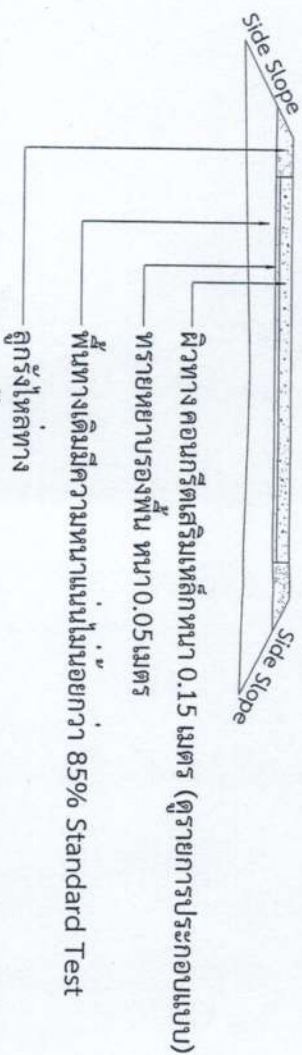 Side Slope
Side Slope
ผิวทาง คอนกรีตเสริมเหล็กหนา 0.15 เมตร (ดูรายการประกอบแบบ)
ทรายหยาบรองพื้น หนา 0.05 เมตร
พื้นทางเดิมมีความหนาแน่นไม่น้อยกว่า 85% Standard Test
ลูกรังไหล่ทาง